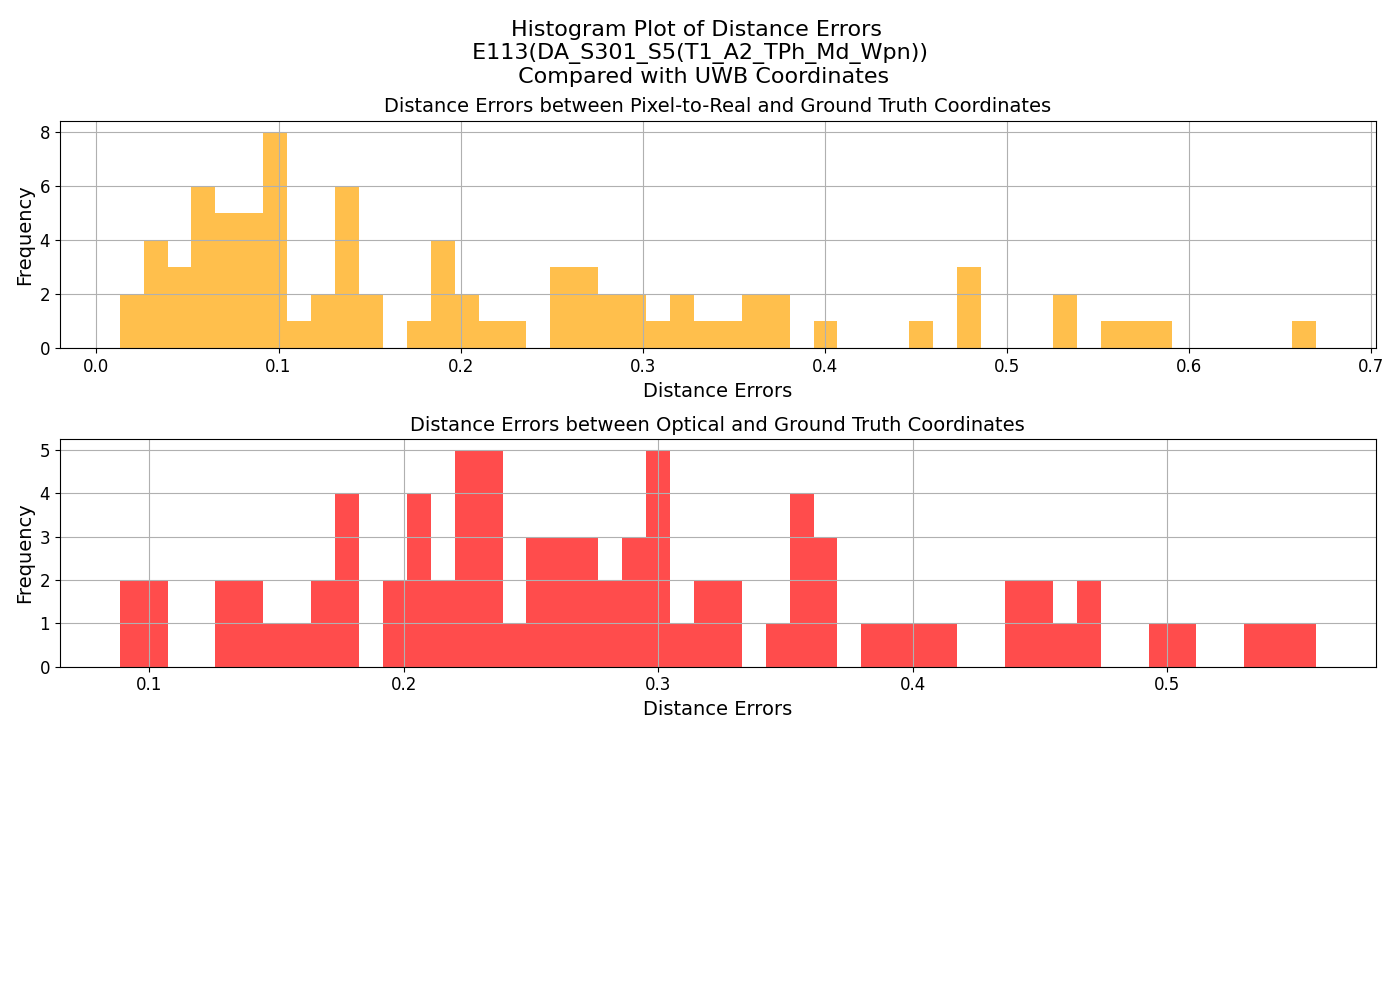 Histogram Plot of Distance Errors
E113(DA_S301_S5(T1_A2_TPh_Md_Wpn))
Compared with UWB Coordinates
Distance Errors between Pixel-to-Real and Ground Truth Coordinates
Frequency
8
6
4
2
0
0.0 0.1 0.2 0.3 0.4 0.5 0.6 0.7
Distance Errors
Distance Errors between Optical and Ground Truth Coordinates
Frequency
5
4
3
2
1
0
0.1 0.2 0.3 0.4 0.5
Distance Errors